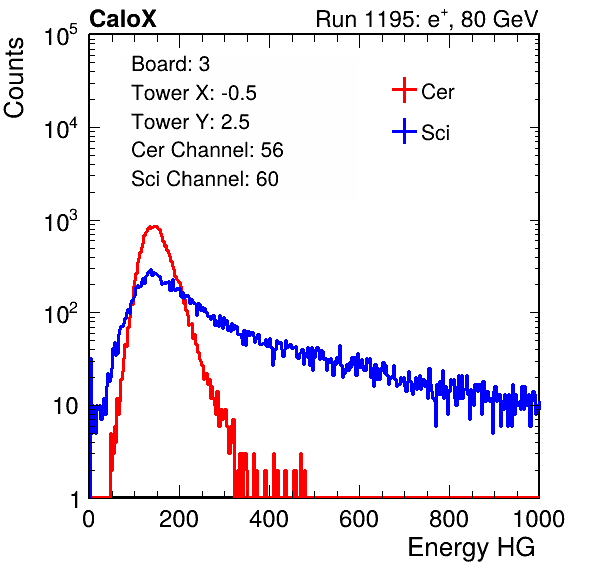 CaloX Run 1195: e⁺, 80 GeV
Counts
Board: 3
Tower X: -0.5
Tower Y: 2.5
Cer Channel: 56
Sci Channel: 60
Cer
Sci
10⁵
10⁴
10³
10²
10
1
0 200 400 600 800 1000
Energy HG